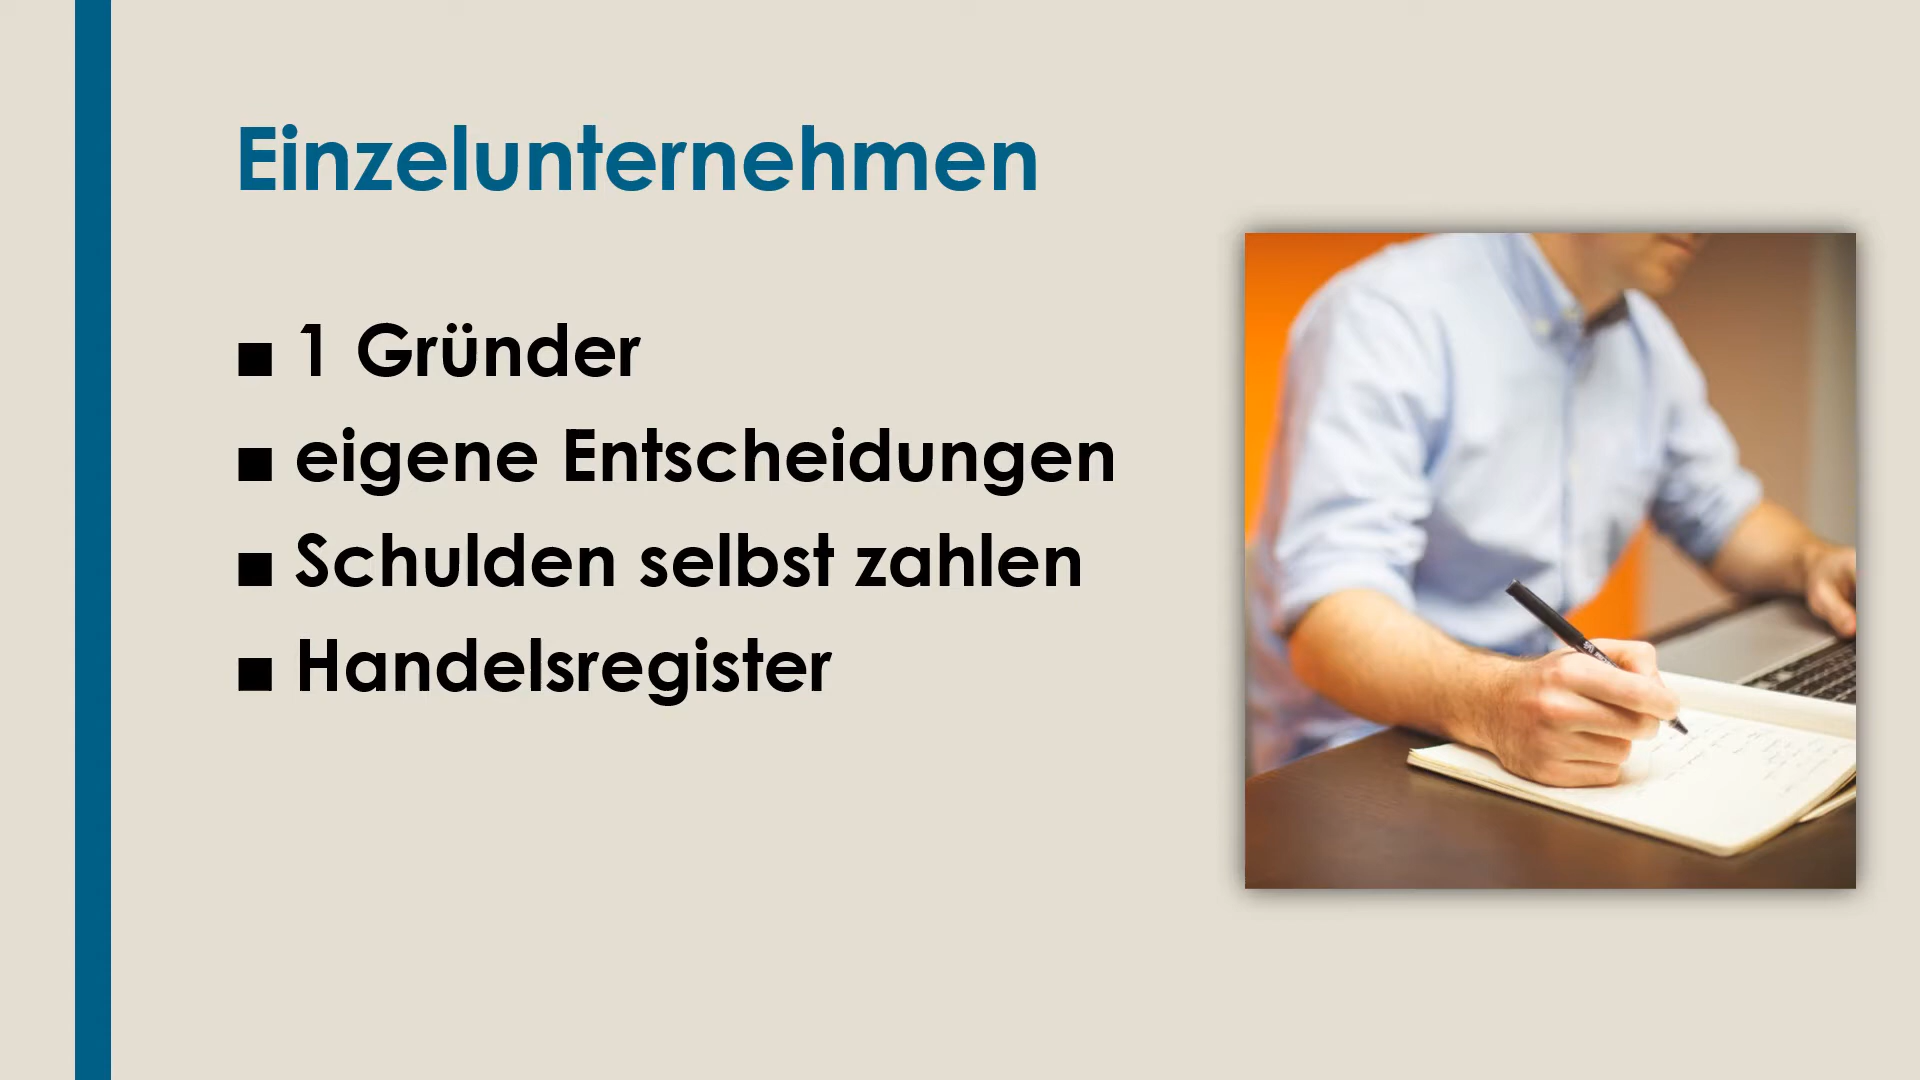 Einzelunternehmen
■ 1 Gründer
■ eigene Entscheidungen
■ Schulden selbst zahlen
■ Handelsregister